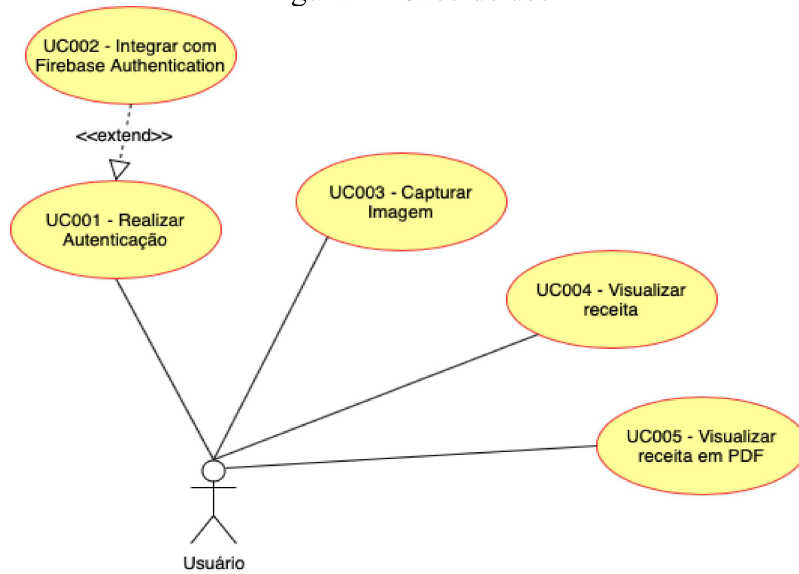 UC002 - Integrar com
Firebase Authentication
<<extend>>
UC001 - Realizar
Autenticação
UC003 - Capturar
Imagem
UC004 - Visualizar
receita
UC005 - Visualizar
receita em PDF
Usuário